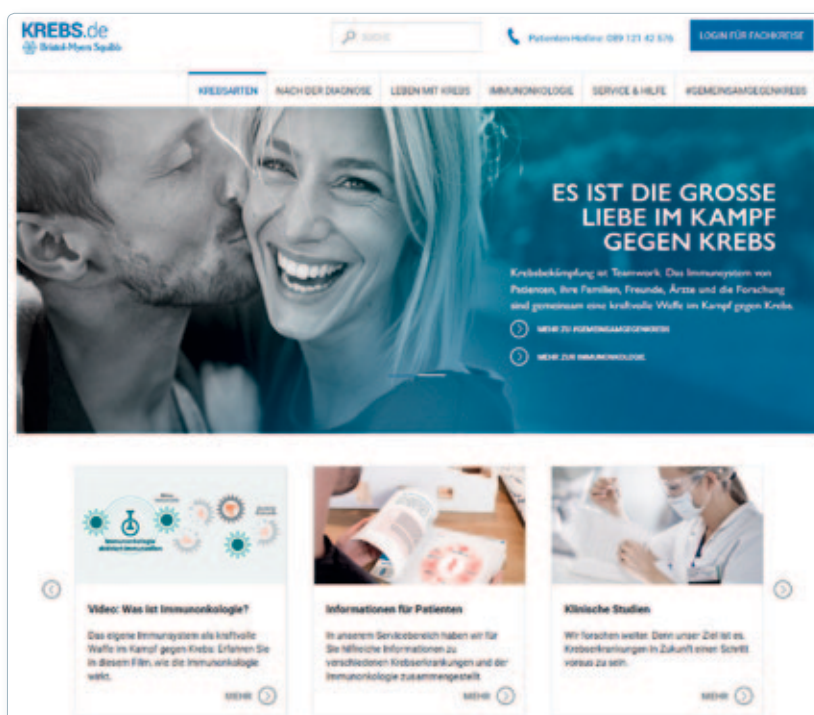 KREBS.de
Bristol-Myers Squibb
SUCHE
Patienten-Hotline: 089 121 42 576
LOGIN FÜR FACHKREISE
KREBSARTEN
NACH DER DIAGNOSE
LEBEN MIT KREBS
IMMUNONKOLOGIE
SERVICE & HILFE
#GEMEINSAMGEGENKREBS
ES IST DIE GROSSE
LIEBE IM KAMPF
GEGEN KREBS
Krebsbekämpfung ist Teamwork. Das Immunsystem von
Patienten, ihre Familien, Freunde, Ärzte und die Forschung
sind gemeinsam eine kraftvolle Waffe im Kampf gegen Krebs.
MEHR ZU #GEMEINSAMGEGENKREBS
MEHR ZUR IMMUNONKOLOGIE
Immunonkologie
aktiviert Immunzellen
Video: Was ist Immunonkologie?
Das eigene Immunsystem als kraftvolle
Waffe im Kampf gegen Krebs. Erfahren Sie
in diesem Film, wie die Immunonkologie
wirkt.
MEHR
Informationen für Patienten
In unserem Servicebereich haben wir für
Sie hilfreiche Informationen zu
verschiedenen Krebserkrankungen und der
Immunonkologie zusammengestellt.
MEHR
Klinische Studien
Wir forschen weiter. Denn unser Ziel ist es,
Krebserkrankungen in Zukunft einen Schritt
voraus zu sein.
MEHR